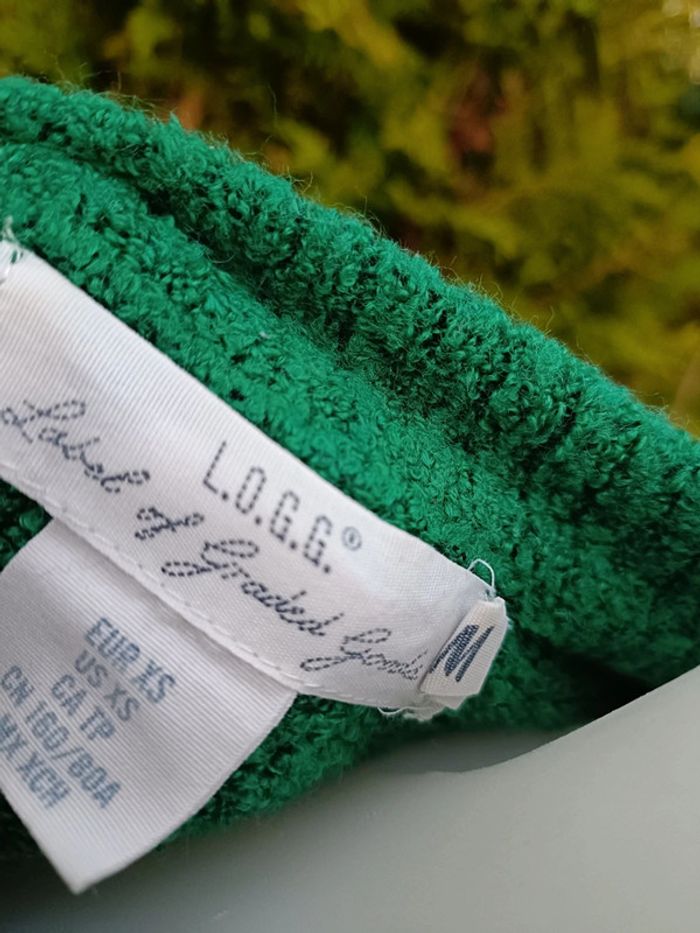 L.O.G.G.®
Label of Graded Goods
EUR XS
US XS
CA TP
CN 160/80A
MX XCH